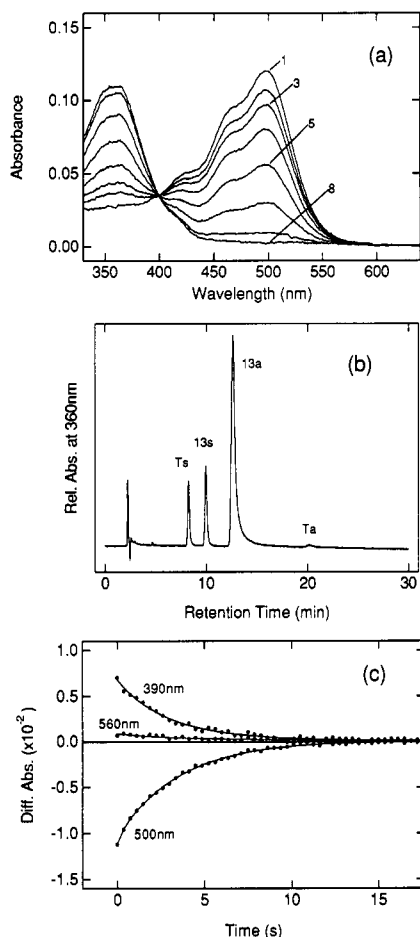 (a)
0.15
0.10
0.05
0.00
Absorbance
1
3
5
8
350 400 450 500 550 600
Wavelength (nm)
(b)
Rel. Abs. at 360nm
Ts
13s
13a
Ta
0 10 20 30
Retention Time (min)
(c)
1.0
0.5
0.0
-0.5
-1.0
-1.5
Diff. Abs. (x10⁻²)
390nm
560nm
500nm
0 5 10 15
Time (s)